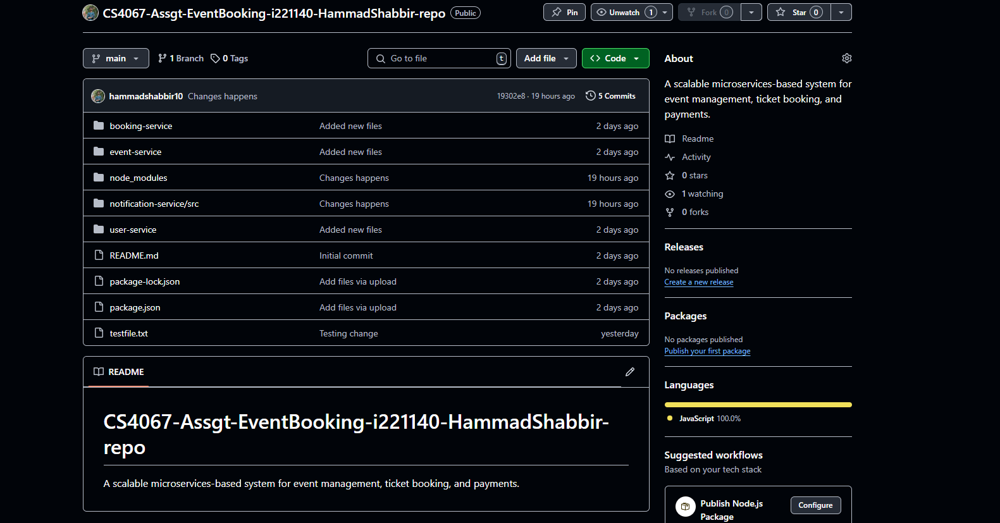 CS4067-Assgt-EventBooking-i221140-HammadShabbir-repo Public
Pin
Unwatch 1
Fork 0
Star 0
main
1 Branch
0 Tags
Go to file t
Add file
Code
hammadshabbir10 Changes happens 19302e8 · 19 hours ago 5 Commits
booking-service Added new files 2 days ago
event-service Added new files 2 days ago
node_modules Changes happens 19 hours ago
notification-service/src Changes happens 19 hours ago
user-service Added new files 2 days ago
README.md Initial commit 2 days ago
package-lock.json Add files via upload 2 days ago
package.json Add files via upload 2 days ago
testfile.txt Testing change yesterday
README
CS4067-Assgt-EventBooking-i221140-HammadShabbir-
repo
A scalable microservices-based system for event management, ticket booking, and payments.
About
A scalable microservices-based system for
event management, ticket booking, and
payments.
Readme
Activity
0 stars
1 watching
0 forks
Releases
No releases published
Create a new release
Packages
No packages published
Publish your first package
Languages
JavaScript 100.0%
Suggested workflows
Based on your tech stack
Publish Node.js
Package
Configure